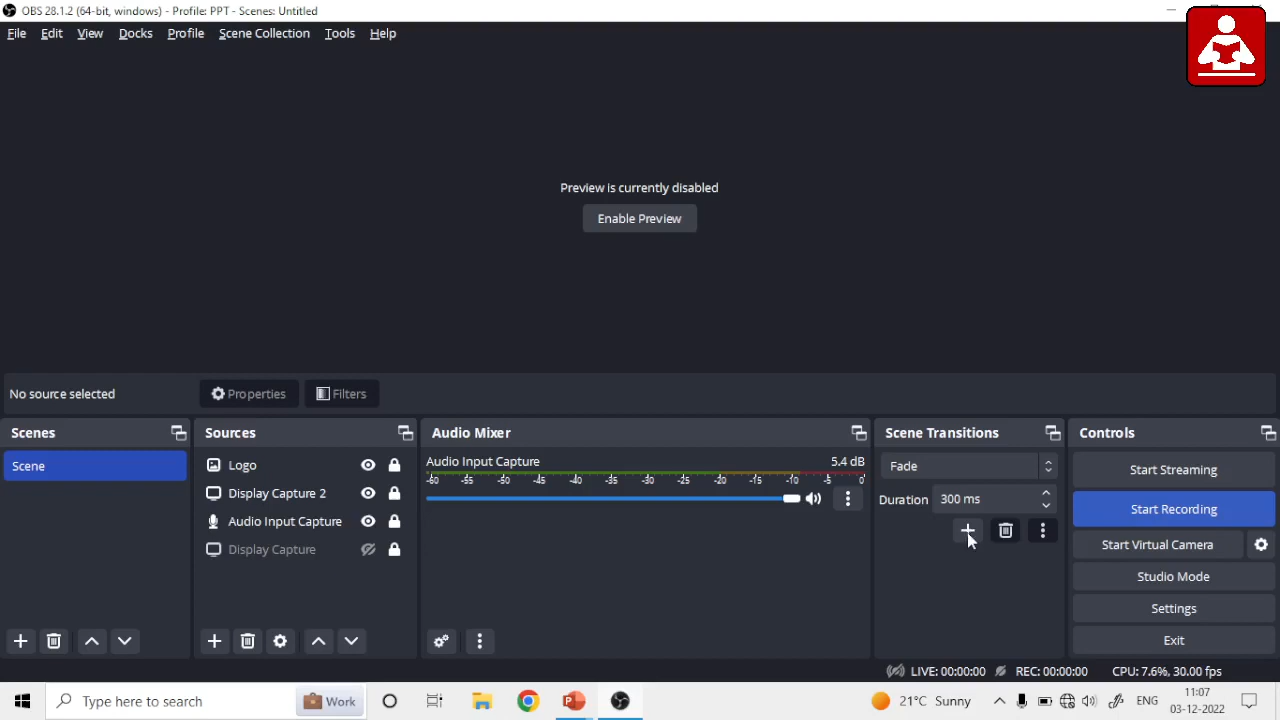 OBS 28.1.2 (64-bit, windows) - Profile: PPT - Scenes: Untitled
File Edit View Docks Profile Scene Collection Tools Help
Preview is currently disabled
Enable Preview
No source selected Properties Filters
Scenes
Scene
Sources
Logo
Display Capture 2
Audio Input Capture
Display Capture
Audio Mixer
Audio Input Capture 5.4 dB
-60 -55 -50 -45 -40 -35 -30 -25 -20 -15 -10 -5 0
Scene Transitions
Fade
Duration 300 ms
Controls
Start Streaming
Start Recording
Start Virtual Camera
Studio Mode
Settings
Exit
LIVE: 00:00:00 REC: 00:00:00 CPU: 7.6%, 30.00 fps
Type here to search Work 21°C Sunny ENG 11:07
03-12-2022